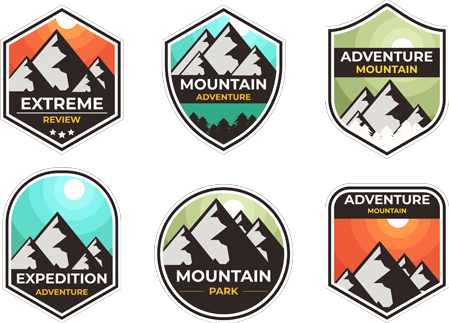 EXTREME
REVIEW
MOUNTAIN
ADVENTURE
ADVENTURE
MOUNTAIN
EXPEDITION
ADVENTURE
MOUNTAIN
PARK
ADVENTURE
MOUNTAIN